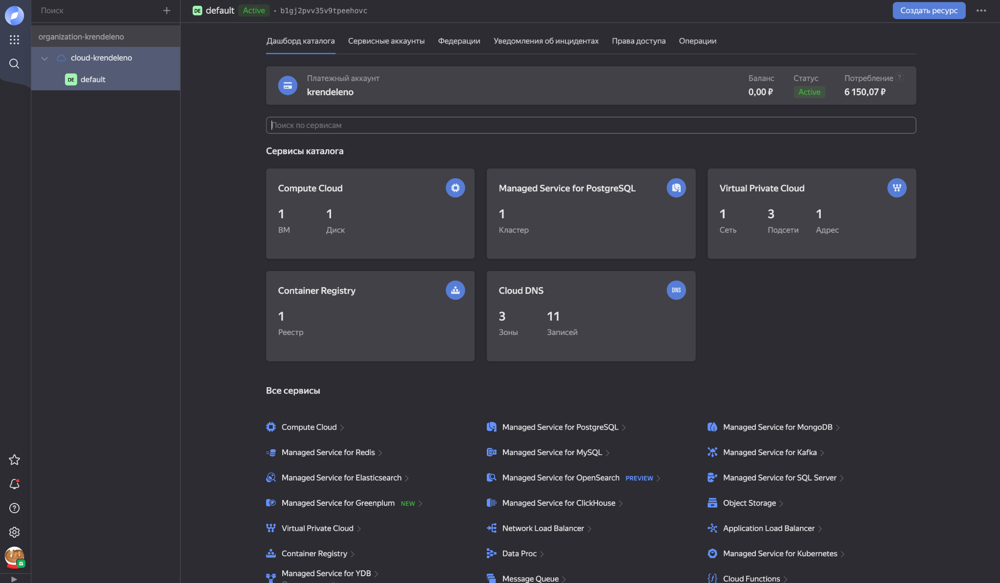 Поиск
organization-krendeleno
cloud-krendeleno
DE default
DE default Active • b1gj2pvv35v9tpeehovc
Создать ресурс
Дашборд каталога Сервисные аккаунты Федерации Уведомления об инцидентах Права доступа Операции
Платежный аккаунт Баланс Статус Потребление ?
krendeleno 0,00 ₽ Active 6 150,07 ₽
Поиск по сервисам
Сервисы каталога
Compute Cloud
1 1
ВМ Диск
Managed Service for PostgreSQL
1
Кластер
Virtual Private Cloud
1 3 1
Сеть Подсети Адрес
Container Registry
1
Реестр
Cloud DNS DNS
3 11
Зоны Записей
Все сервисы
Compute Cloud Managed Service for PostgreSQL Managed Service for MongoDB
Managed Service for Redis Managed Service for MySQL Managed Service for Kafka
Managed Service for Elasticsearch Managed Service for OpenSearch PREVIEW Managed Service for SQL Server
Managed Service for Greenplum NEW Managed Service for ClickHouse Object Storage
Virtual Private Cloud Network Load Balancer Application Load Balancer
Container Registry Data Proc Managed Service for Kubernetes
Managed Service for YDB Message Queue Cloud Functions